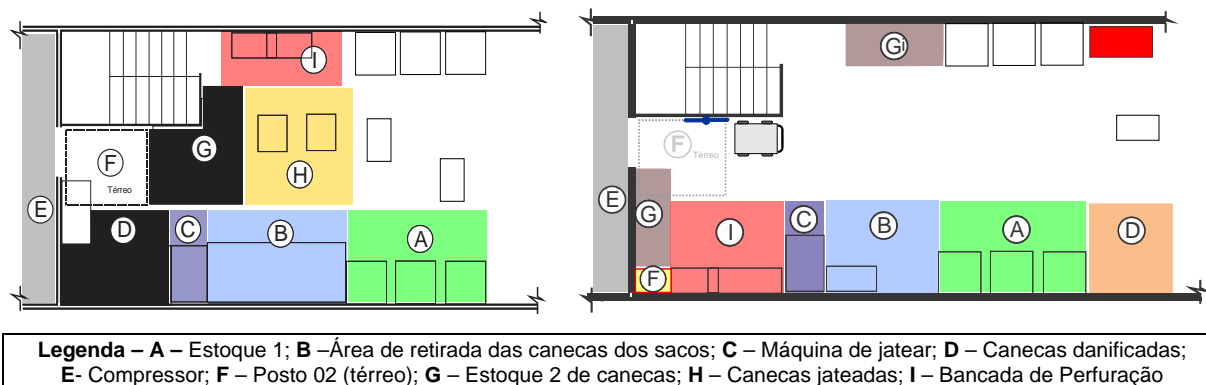 I
G
F
Térreo
H
E
D
C
B
A
Gi
F
Térreo
E
G
C
I
B
A
D
F
Legenda – A – Estoque 1; B –Área de retirada das canecas dos sacos; C – Máquina de jatear; D – Canecas danificadas;
E- Compressor; F – Posto 02 (térreo); G – Estoque 2 de canecas; H – Canecas jateadas; I – Bancada de Perfuração